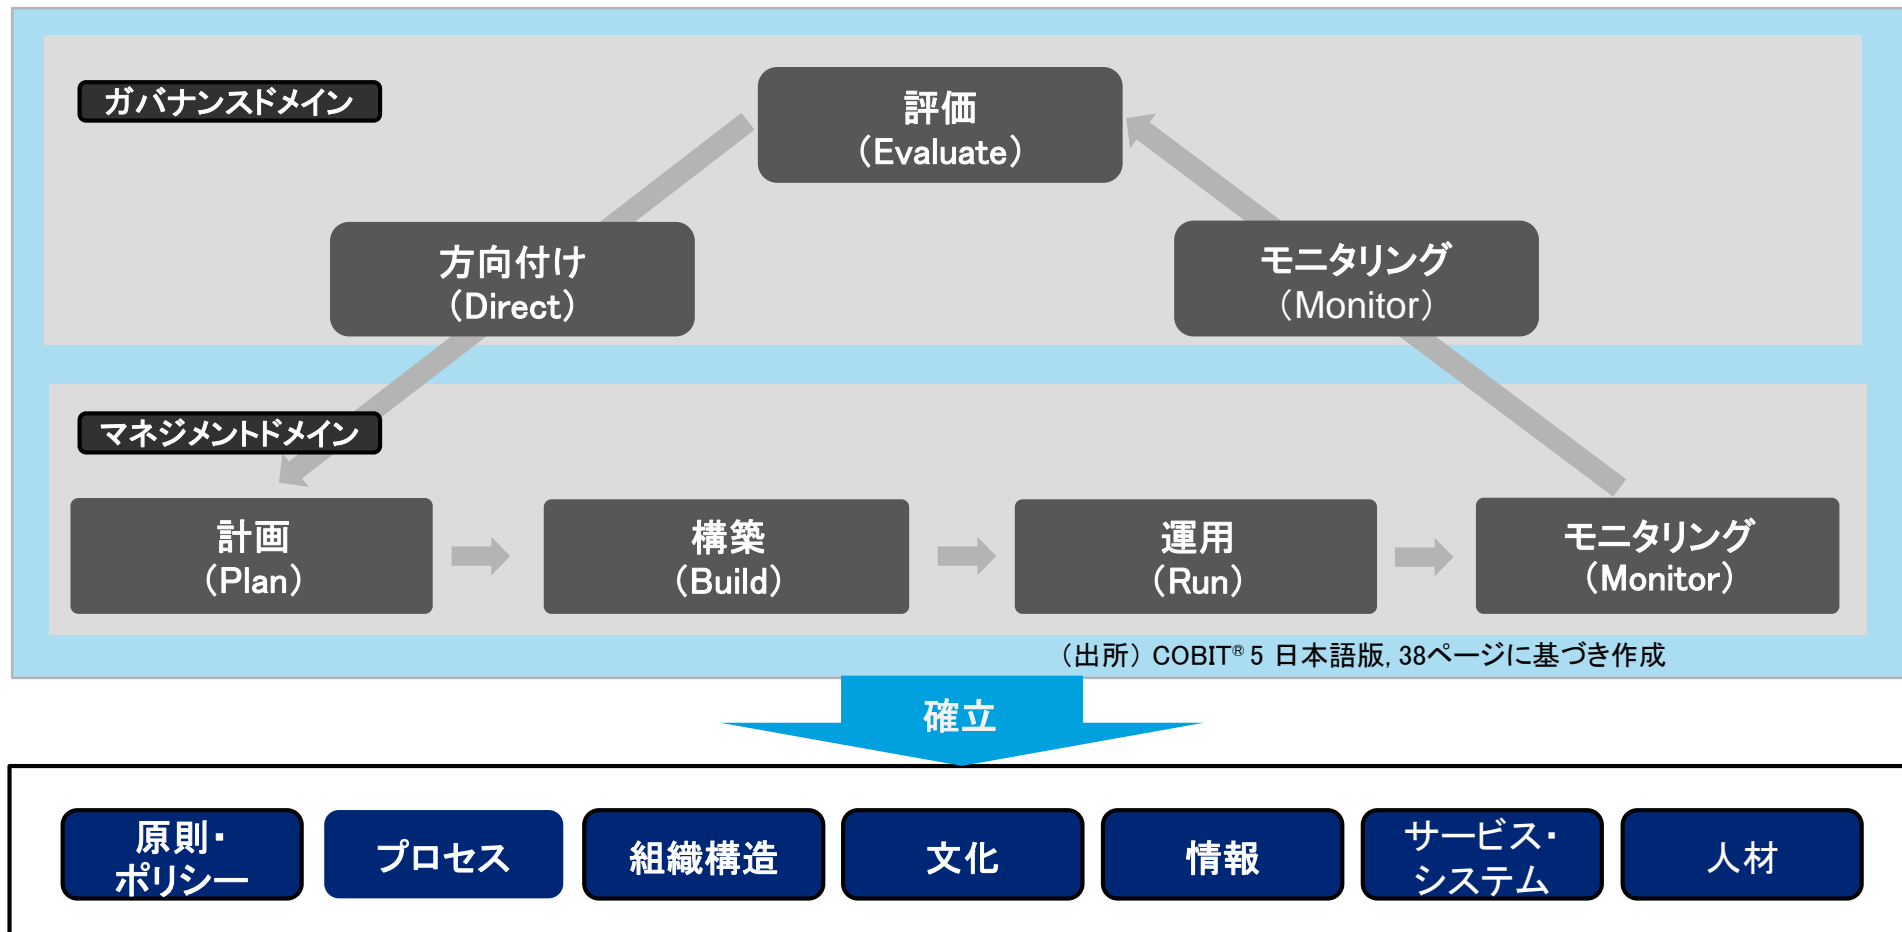 ガバナンスドメイン
評価
（Evaluate）
方向付け
（Direct）
モニタリング
（Monitor）
マネジメントドメイン
計画
（Plan）
構築
（Build）
運用
（Run）
モニタリング
（Monitor）
（出所）COBIT® 5 日本語版, 38ページに基づき作成
確立
原則・
ポリシー
プロセス
組織構造
文化
情報
サービス・
システム
人材